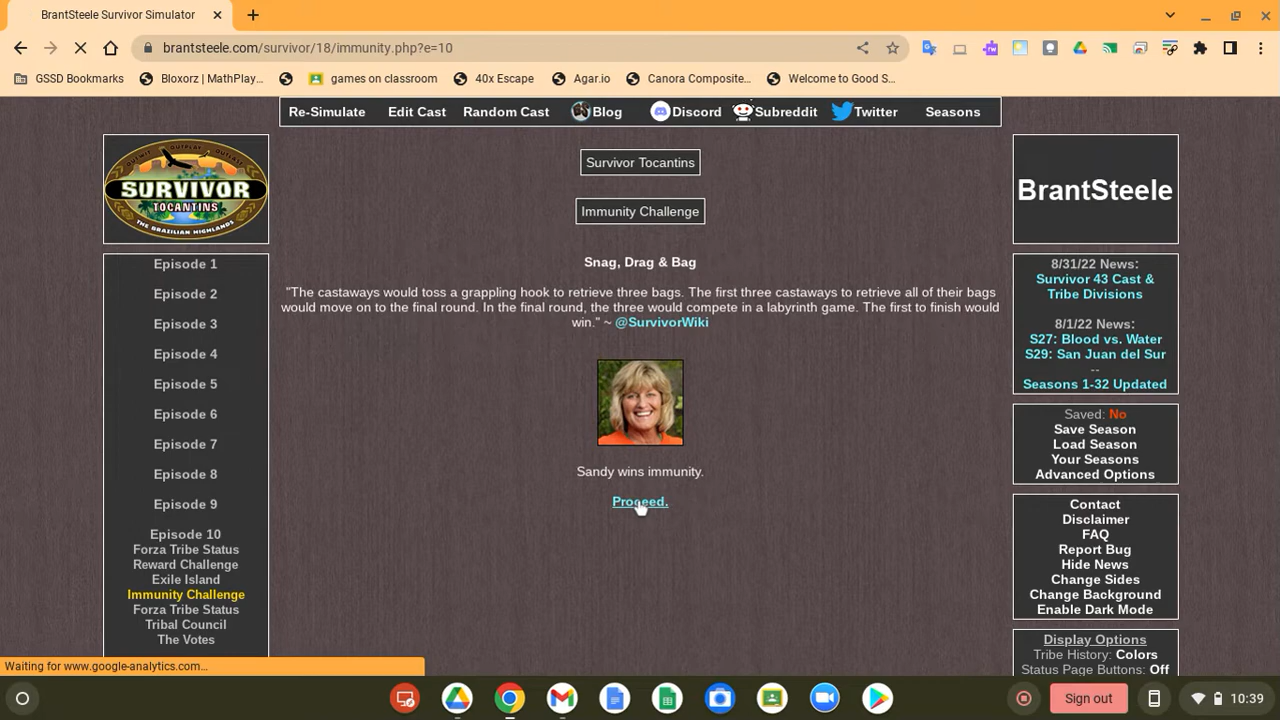 BrantSteele Survivor Simulator
brantsteele.com/survivor/18/immunity.php?e=10
GSSD Bookmarks
Bloxorz | MathPlay...
games on classroom
40x Escape
Agar.io
Canora Composite...
Welcome to Good S...
Re-Simulate
Edit Cast
Random Cast
Blog
Discord
Subreddit
Twitter
Seasons
OUTWIT OUTPLAY OUTLAST
SURVIVOR
TOCANTINS
THE BRAZILIAN HIGHLANDS
Episode 1
Episode 2
Episode 3
Episode 4
Episode 5
Episode 6
Episode 7
Episode 8
Episode 9
Episode 10
Forza Tribe Status
Reward Challenge
Exile Island
Immunity Challenge
Forza Tribe Status
Tribal Council
The Votes
Survivor Tocantins
Immunity Challenge
Snag, Drag & Bag
"The castaways would toss a grappling hook to retrieve three bags. The first three castaways to retrieve all of their bags
would move on to the final round. In the final round, the three would compete in a labyrinth game. The first to finish would
win." ~ @SurvivorWiki
Sandy wins immunity.
Proceed.
BrantSteele
8/31/22 News:
Survivor 43 Cast &
Tribe Divisions
8/1/22 News:
S27: Blood vs. Water
S29: San Juan del Sur
--
Seasons 1-32 Updated
Saved: No
Save Season
Load Season
Your Seasons
Advanced Options
Contact
Disclaimer
FAQ
Report Bug
Hide News
Change Sides
Change Background
Enable Dark Mode
Display Options
Tribe History: Colors
Status Page Buttons: Off
Waiting for www.google-analytics.com...
Sign out
10:39